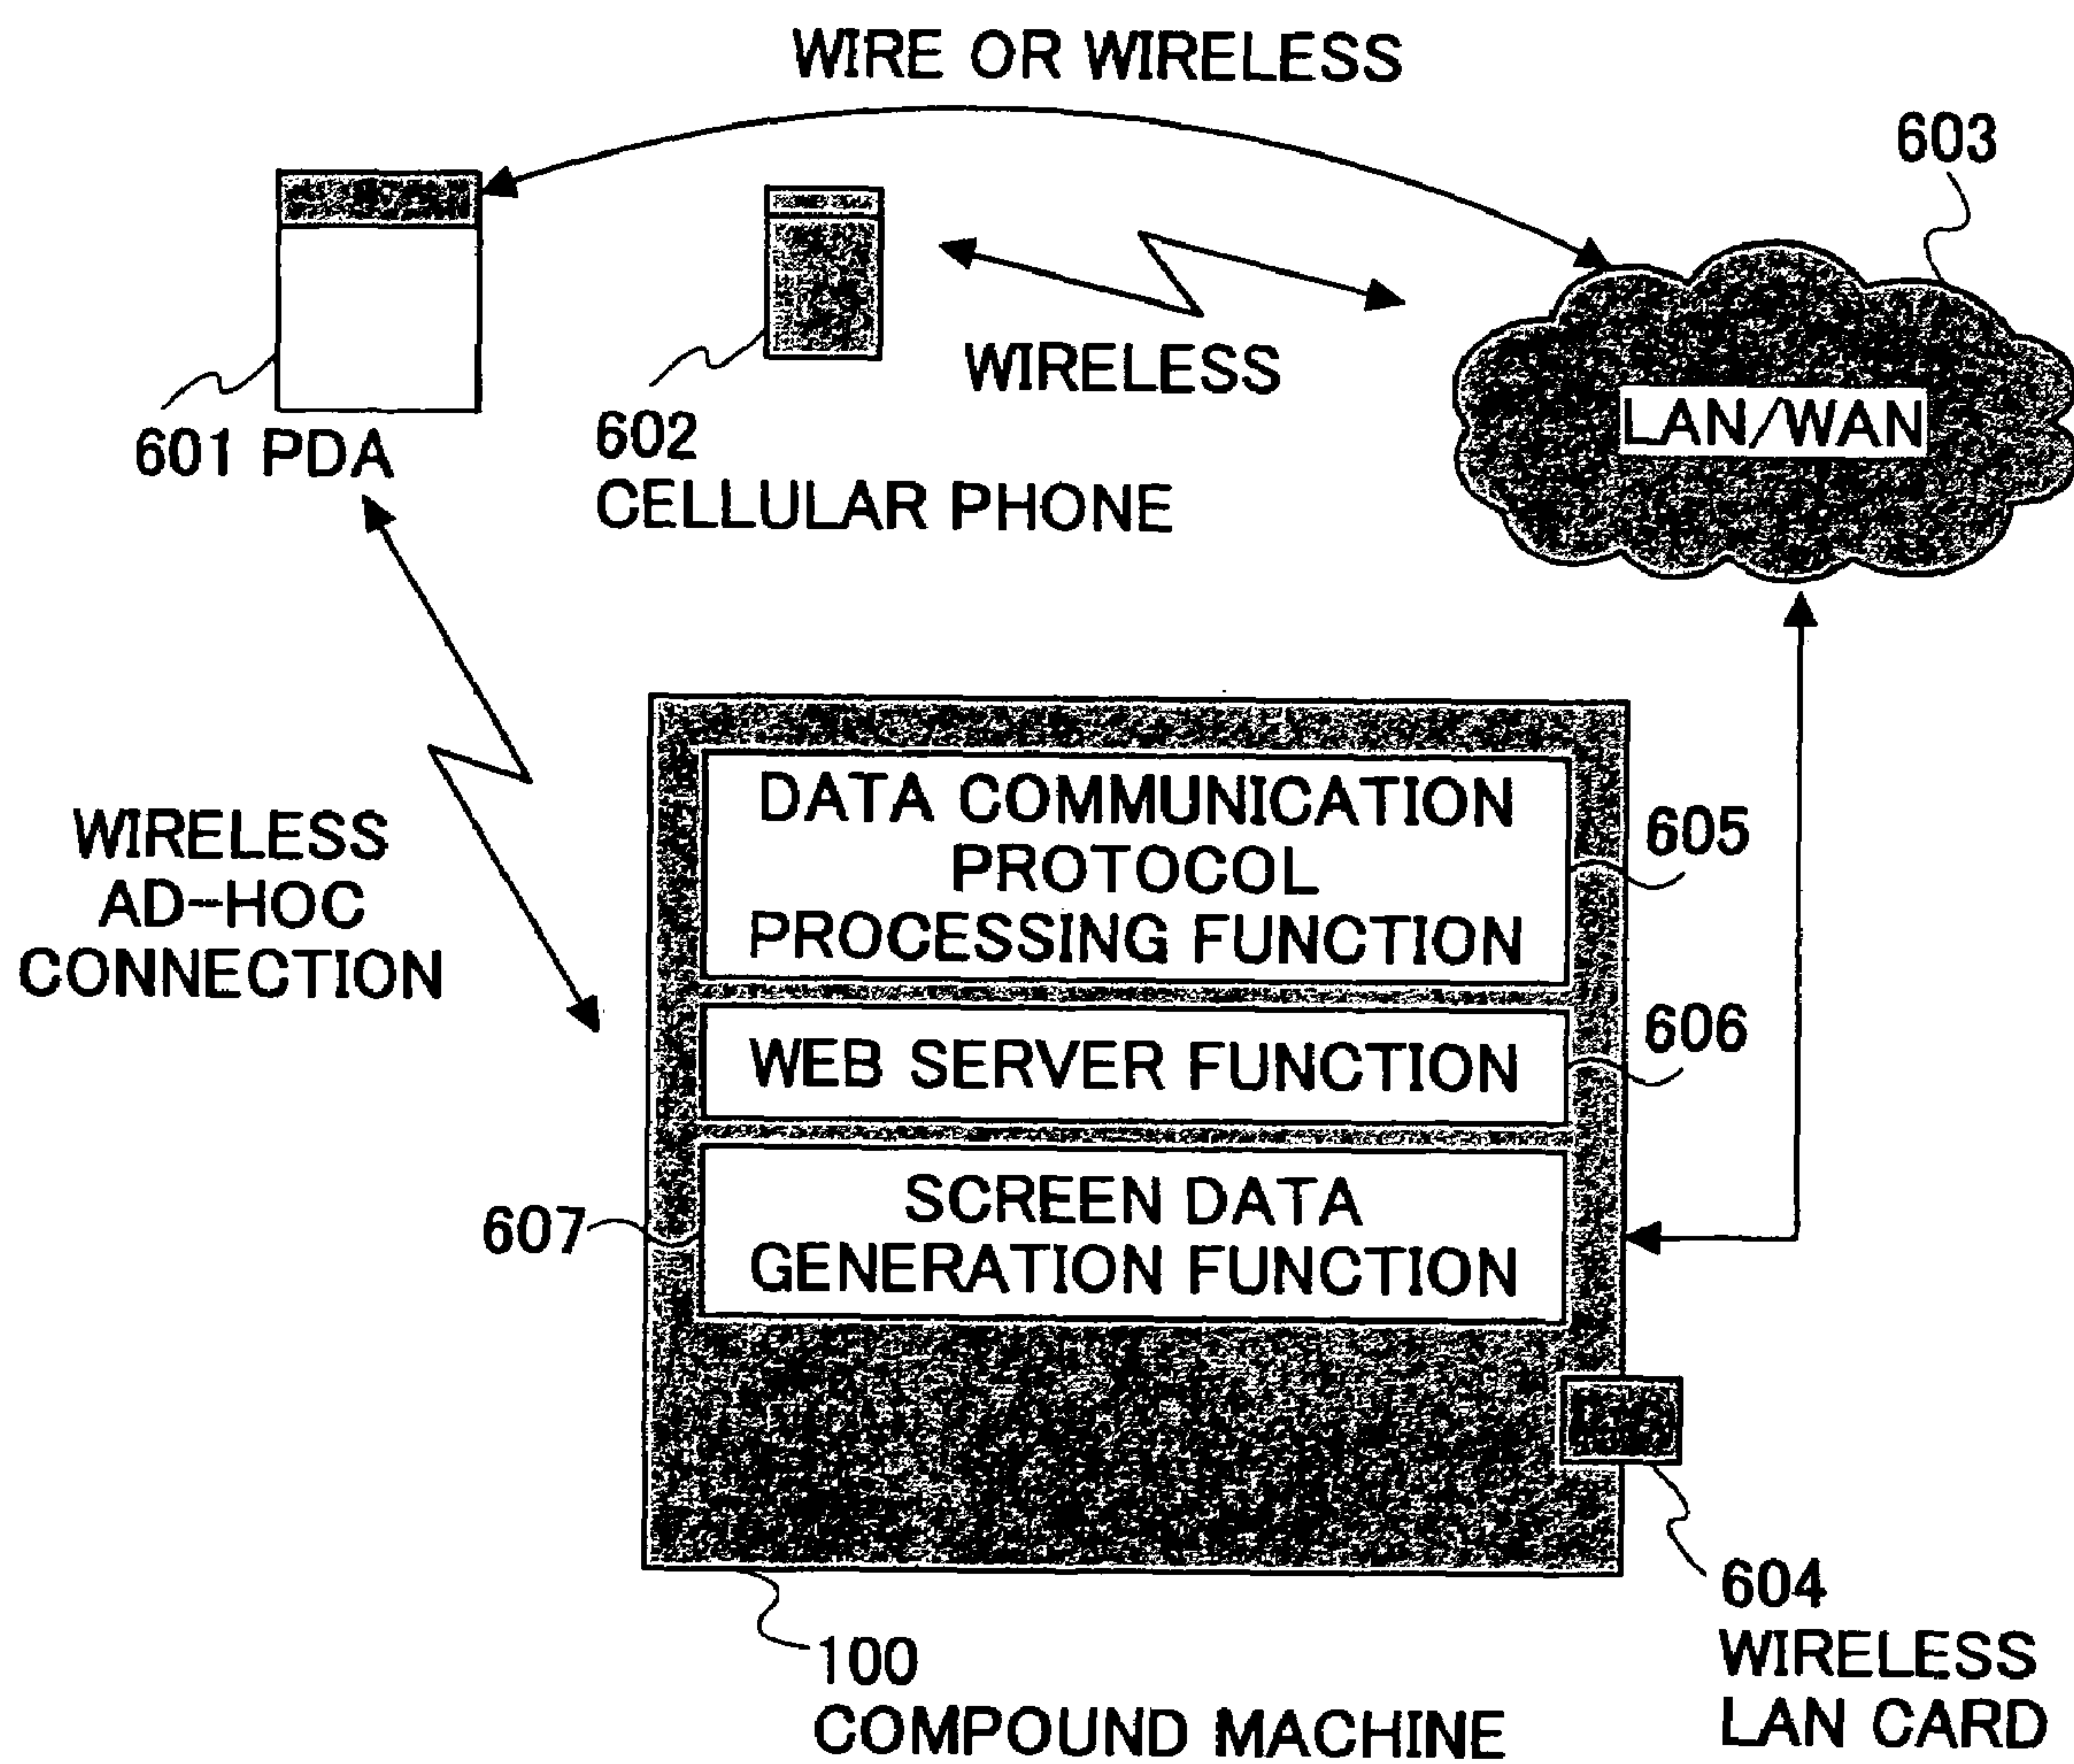 WIRE OR WIRELESS
603
601 PDA
602
CELLULAR PHONE
WIRELESS
LAN/WAN
WIRELESS
AD-HOC
CONNECTION
DATA COMMUNICATION
PROTOCOL
PROCESSING FUNCTION
605
WEB SERVER FUNCTION
606
SCREEN DATA
GENERATION FUNCTION
607
604
WIRELESS
LAN CARD
100
COMPOUND MACHINE